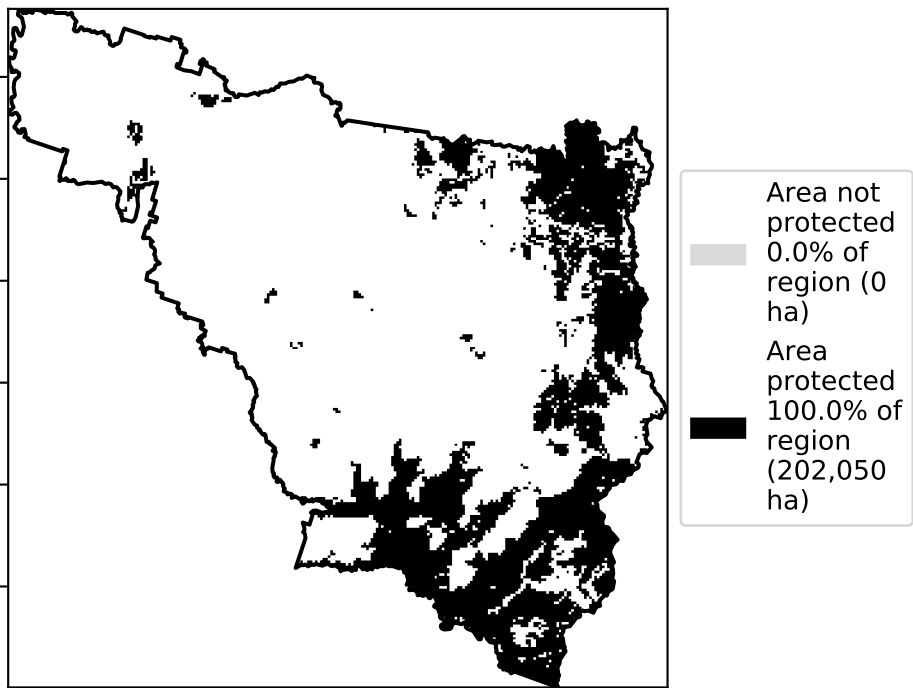 Area not
protected
0.0% of
region (0
ha)
Area
protected
100.0% of
region
(202,050
ha)